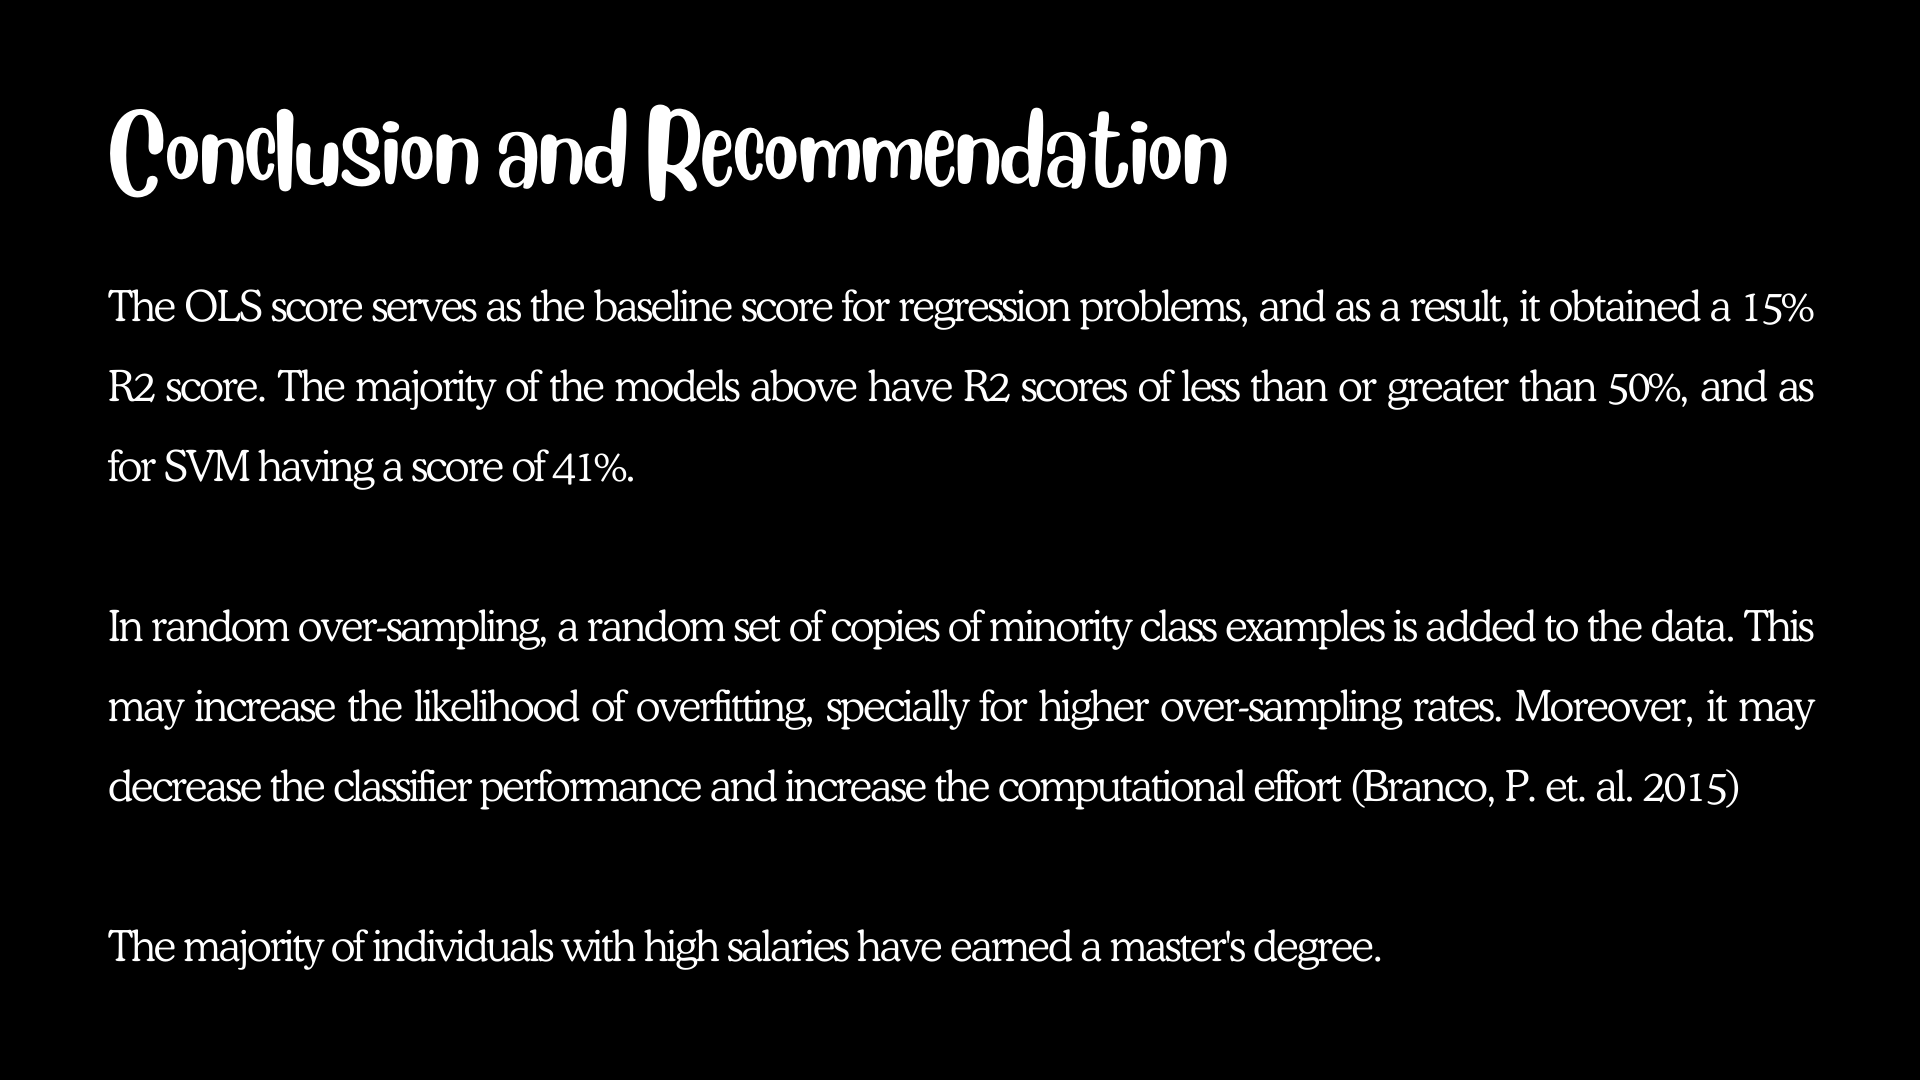 Conclusion and Recommendation
The OLS score serves as the baseline score for regression problems, and as a result, it obtained a 15%
R2 score. The majority of the models above have R2 scores of less than or greater than 50%, and as
for SVM having a score of 41%.
In random over-sampling, a random set of copies of minority class examples is added to the data. This
may increase the likelihood of overfitting, specially for higher over-sampling rates. Moreover, it may
decrease the classifier performance and increase the computational effort (Branco, P. et. al. 2015)
The majority of individuals with high salaries have earned a master's degree.